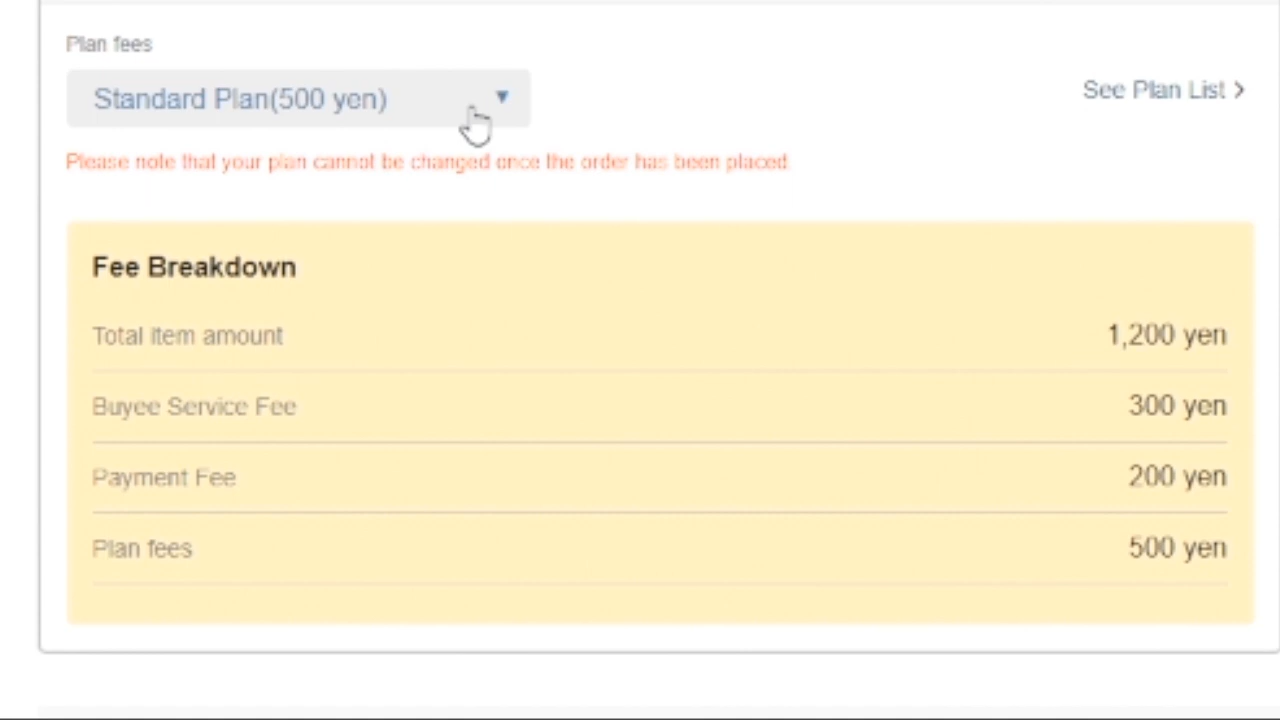 Plan fees
Standard Plan(500 yen)
See Plan List
Please note that your plan cannot be changed once the order has been placed.
Fee Breakdown
Total item amount 1,200 yen
Buyee Service Fee 300 yen
Payment Fee 200 yen
Plan fees 500 yen